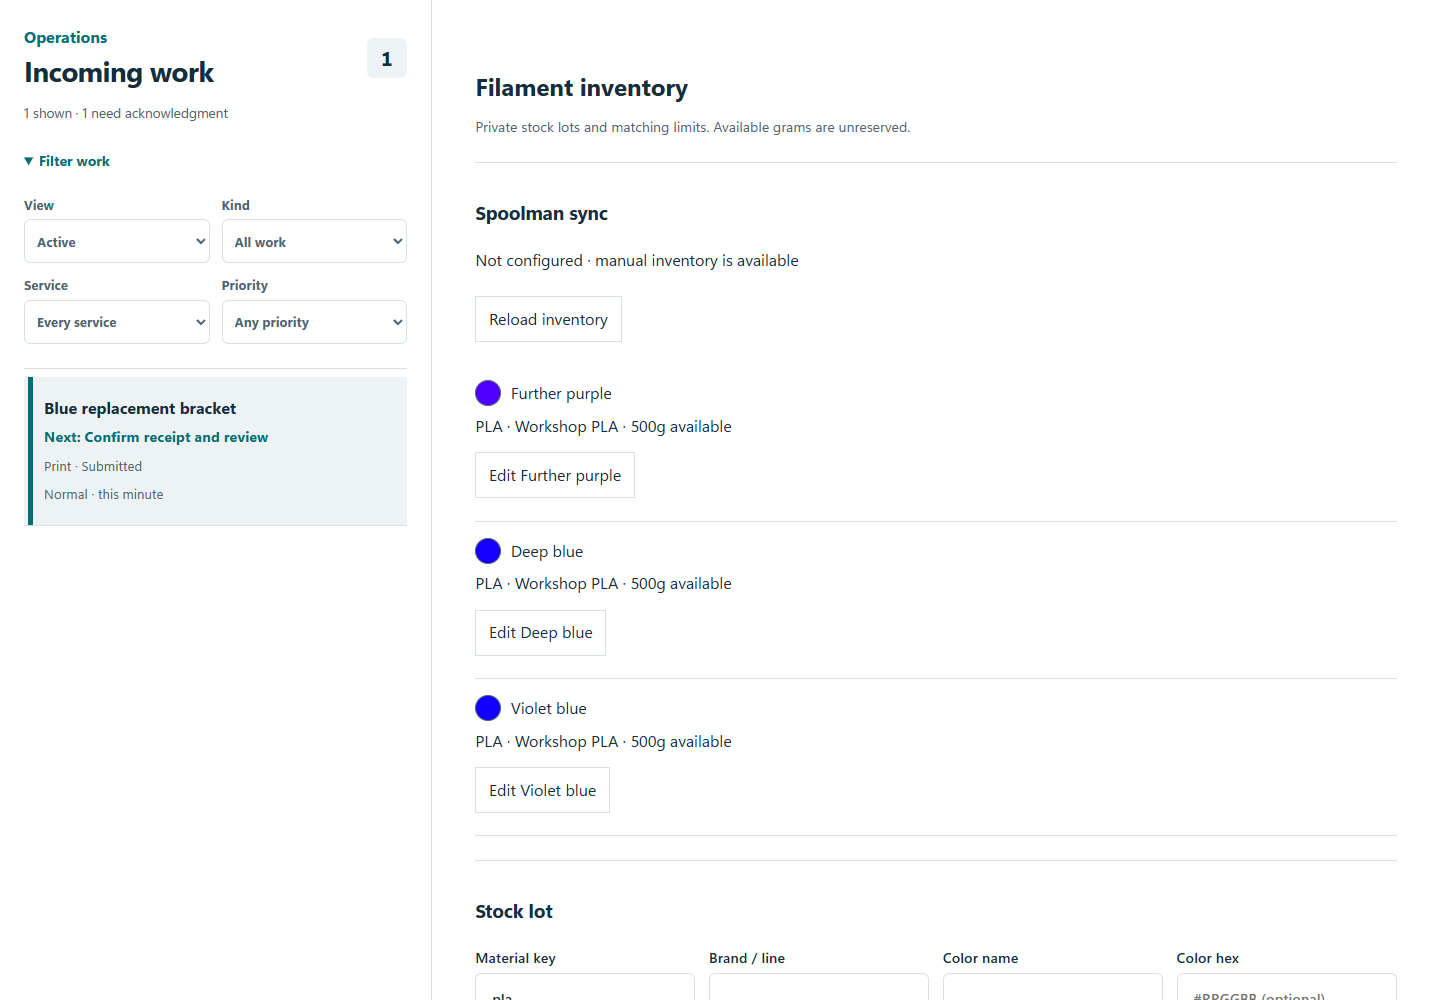 Operations
Incoming work
1
1 shown · 1 need acknowledgment
▼ Filter work
View
Kind
Active
All work
Service
Priority
Every service
Any priority
Blue replacement bracket
Next: Confirm receipt and review
Print · Submitted
Normal · this minute
Filament inventory
Private stock lots and matching limits. Available grams are unreserved.
Spoolman sync
Not configured · manual inventory is available
Reload inventory
Further purple
PLA · Workshop PLA · 500g available
Edit Further purple
Deep blue
PLA · Workshop PLA · 500g available
Edit Deep blue
Violet blue
PLA · Workshop PLA · 500g available
Edit Violet blue
Stock lot
Material key
Brand / line
Color name
Color hex
pla
#RRGGBB (optional)